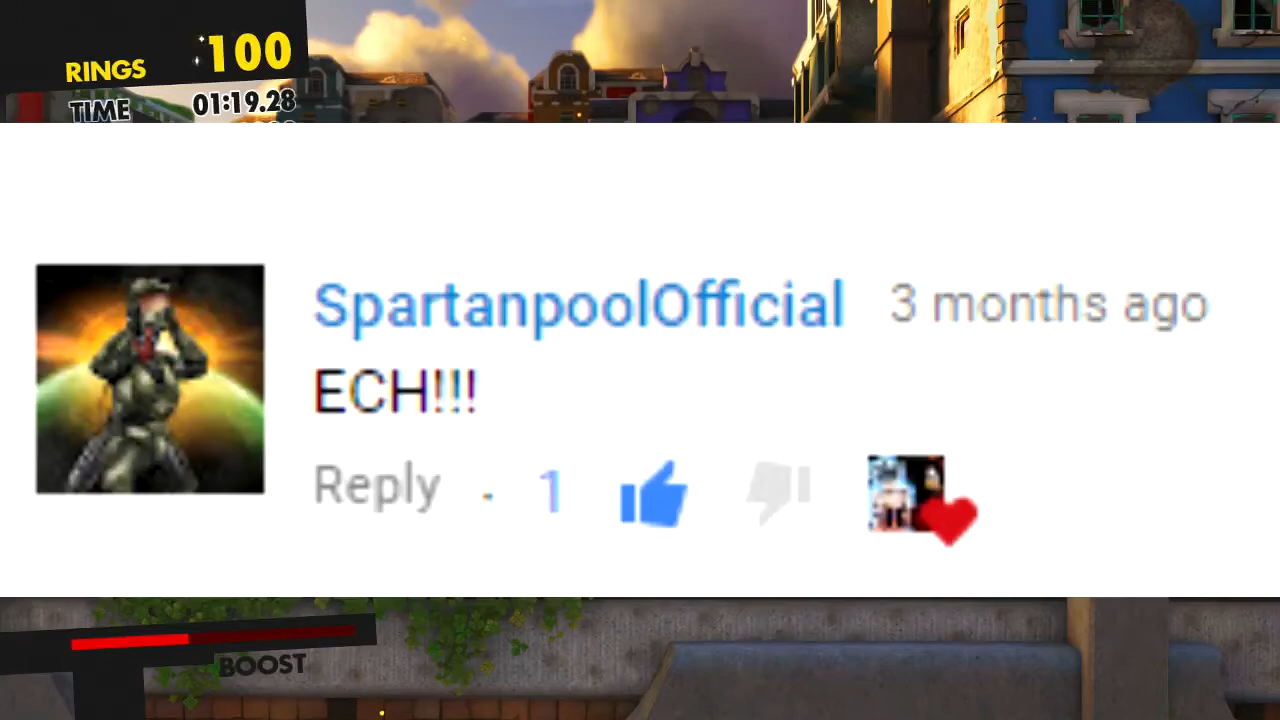 RINGS 100
TIME 01:19.28
SpartanpoolOfficial 3 months ago
ECH!!!
Reply · 1
BOOST